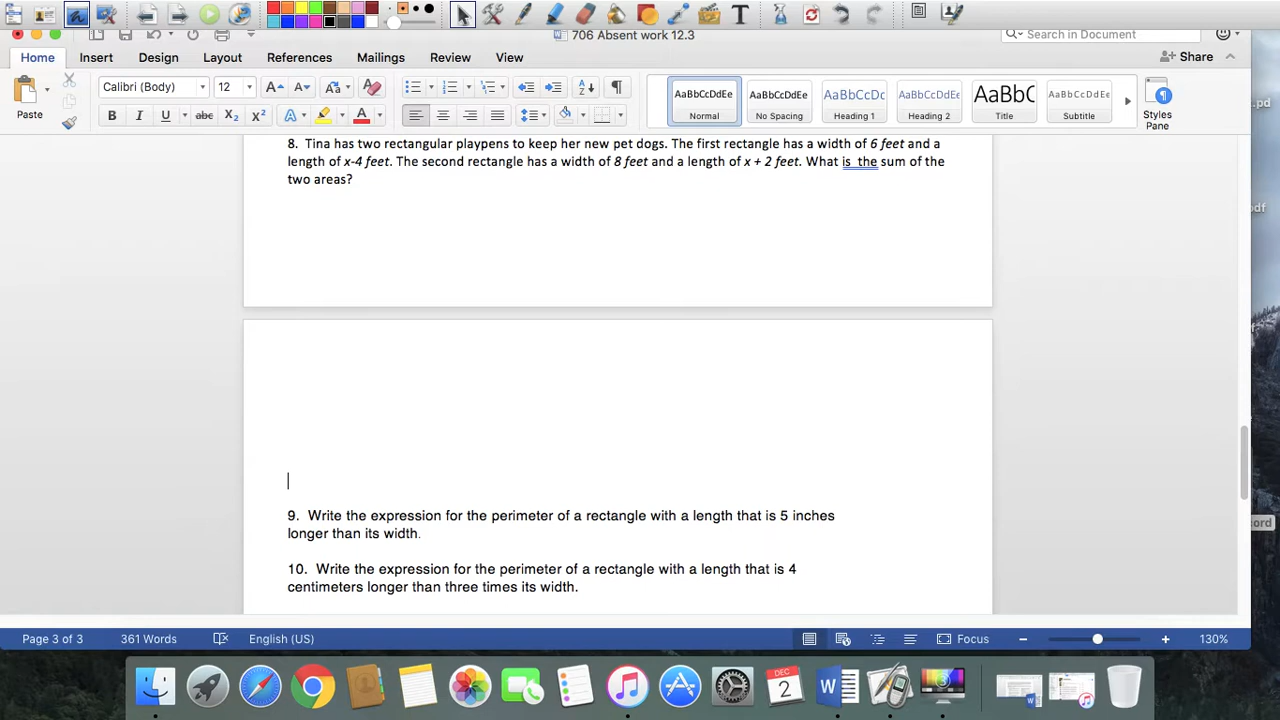 706 Absent work 12.3
Search in Document
Home Insert Design Layout References Mailings Review View
Share
Paste
Calibri (Body) 12
B I U abc X₂ X²
AaBbCcDdEe AaBbCcDdEe AaBbCcDc AaBbCcDdEe AaBbC AaBbCcDdEe
Normal No Spacing Heading 1 Heading 2 Title Subtitle
Styles
Pane
8. Tina has two rectangular playpens to keep her new pet dogs. The first rectangle has a width of 6 feet and a
length of x-4 feet. The second rectangle has a width of 8 feet and a length of x + 2 feet. What is the sum of the
two areas?
9. Write the expression for the perimeter of a rectangle with a length that is 5 inches
longer than its width.
10. Write the expression for the perimeter of a rectangle with a length that is 4
centimeters longer than three times its width.
Page 3 of 3 361 Words English (US) Focus 130%
DEC
2